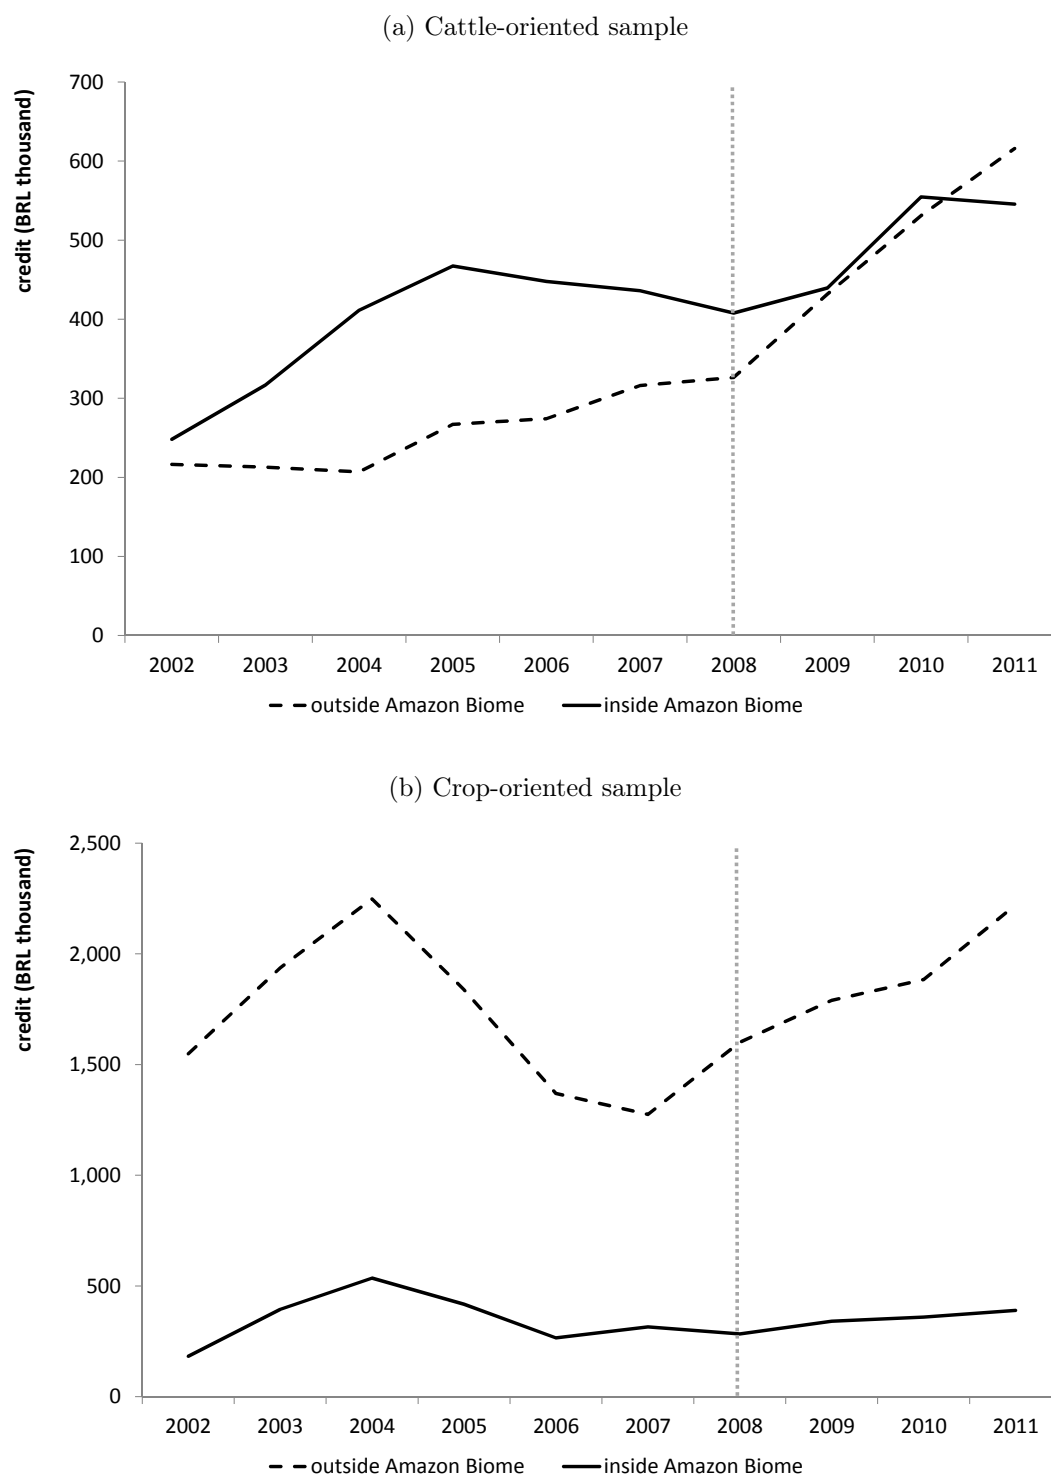 (a) Cattle-oriented sample
credit (BRL thousand)
700
600
500
400
300
200
100
0
2002 2003 2004 2005 2006 2007 2008 2009 2010 2011
outside Amazon Biome inside Amazon Biome
(b) Crop-oriented sample
credit (BRL thousand)
2,500
2,000
1,500
1,000
500
0
2002 2003 2004 2005 2006 2007 2008 2009 2010 2011
outside Amazon Biome inside Amazon Biome